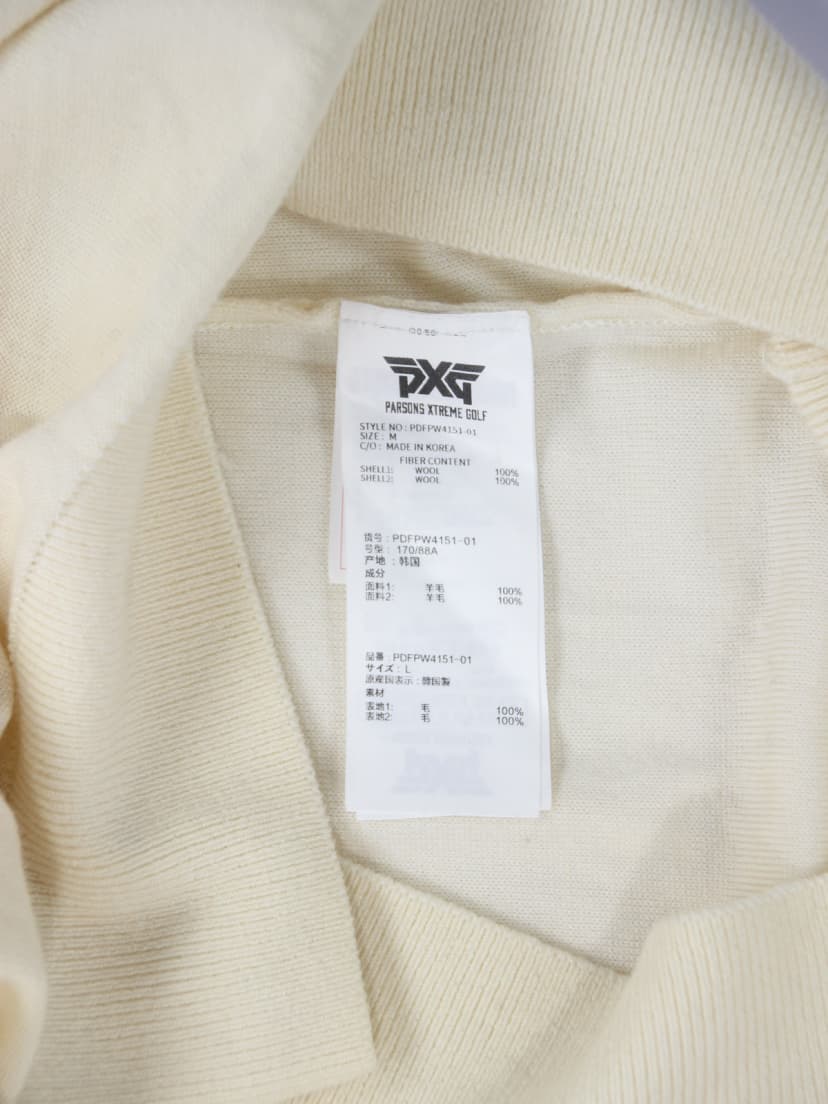 PXG
PARSONS XTREME GOLF
STYLE NO : PDFPW4151-01
SIZE : M
C/O : MADE IN KOREA
FIBER CONTENT
SHELL1: WOOL 100%
SHELL2: WOOL 100%
货号 : PDFPW4151-01
号型 : 170/88A
产地 : 韩国
成分
面料1: 羊毛 100%
面料2: 羊毛 100%
品番 : PDFPW4151-01
サイズ : L
原産国表示 : 韓国製
素材
表地1: 毛 100%
表地2: 毛 100%